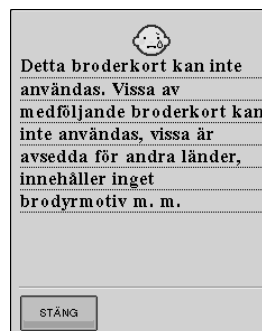 Detta broderkort kan inte
användas. Vissa av
medföljande broderkort kan
inte användas, vissa är
avsedda för andra länder,
innehåller inget
brodyrmotiv m. m.
STÄNG